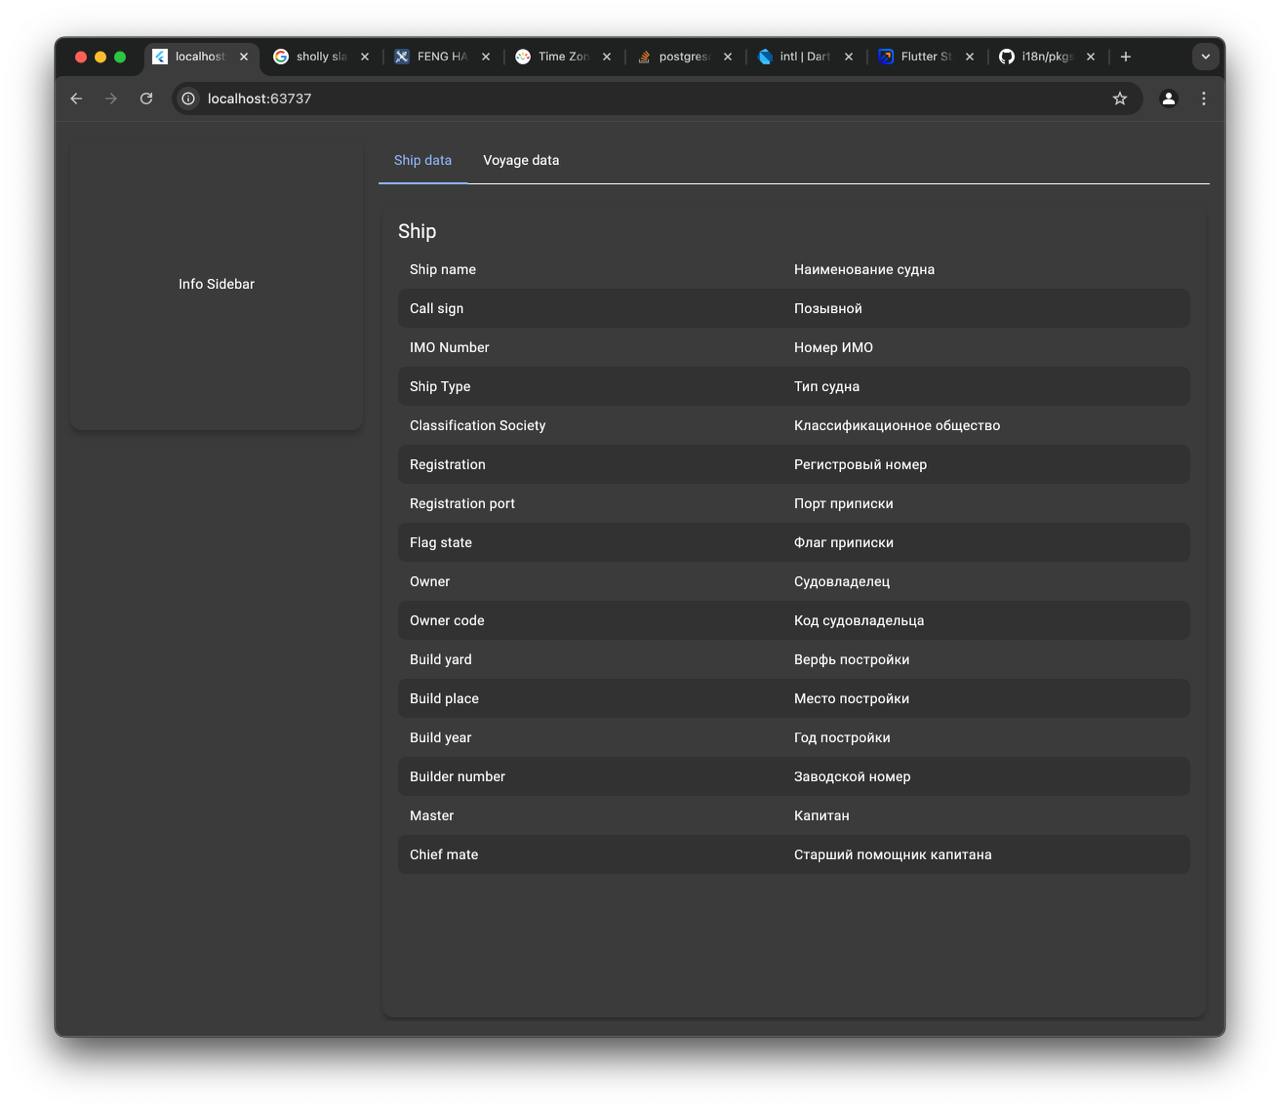 localhost
sholly sla
FENG HA
Time Zon
postgres
intl | Dart
Flutter St
i18n/pkgs
localhost:63737
Info Sidebar
Ship data
Voyage data
Ship
Ship name Наименование судна
Call sign Позывной
IMO Number Номер ИМО
Ship Type Тип судна
Classification Society Классификационное общество
Registration Регистровый номер
Registration port Порт приписки
Flag state Флаг приписки
Owner Судовладелец
Owner code Код судовладельца
Build yard Верфь постройки
Build place Место постройки
Build year Год постройки
Builder number Заводской номер
Master Капитан
Chief mate Старший помощник капитана